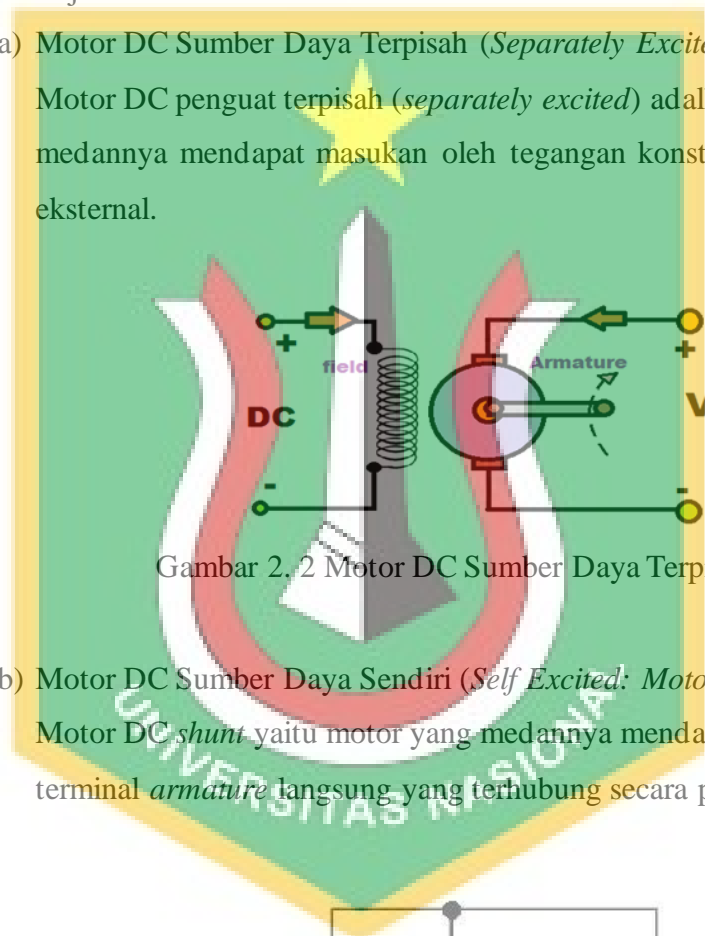 a) Motor DC Sumber Daya Terpisah (Separately Excite
Motor DC penguat terpisah (separately excited) adal
medannya mendapat masukan oleh tegangan konst
eksternal.
field
Armature
+
+
DC
V
-
-
Gambar 2. 2 Motor DC Sumber Daya Terp
b) Motor DC Sumber Daya Sendiri (Self Excited: Moto
Motor DC shunt yaitu motor yang medannya menda
terminal armature langsung yang terhubung secara p
UNIVERSITAS NASIONAL